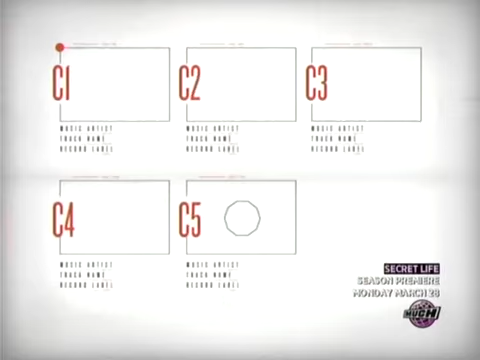 C1
C2
C3
MUSIC ARTIST
MUSIC ARTIST
MUSIC ARTIST
TRACK NAME
TRACK NAME
TRACK NAME
RECORD LABEL
RECORD LABEL
RECORD LABEL
C4
C5
MUSIC ARTIST
MUSIC ARTIST
TRACK NAME
TRACK NAME
RECORD LABEL
RECORD LABEL
SECRET LIFE
SEASON PREMIERE
MONDAY MARCH 28
MUCH